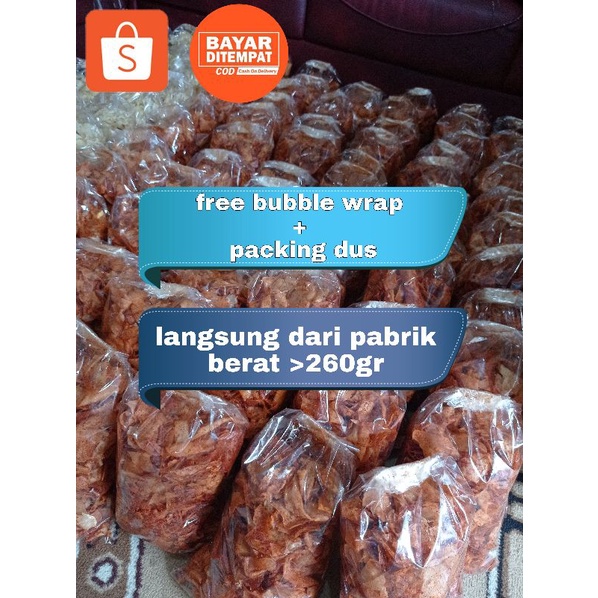 S
BAYAR
DITEMPAT
COD Cash On Delivery
free bubble wrap
+
packing dus
langsung dari pabrik
berat >260gr